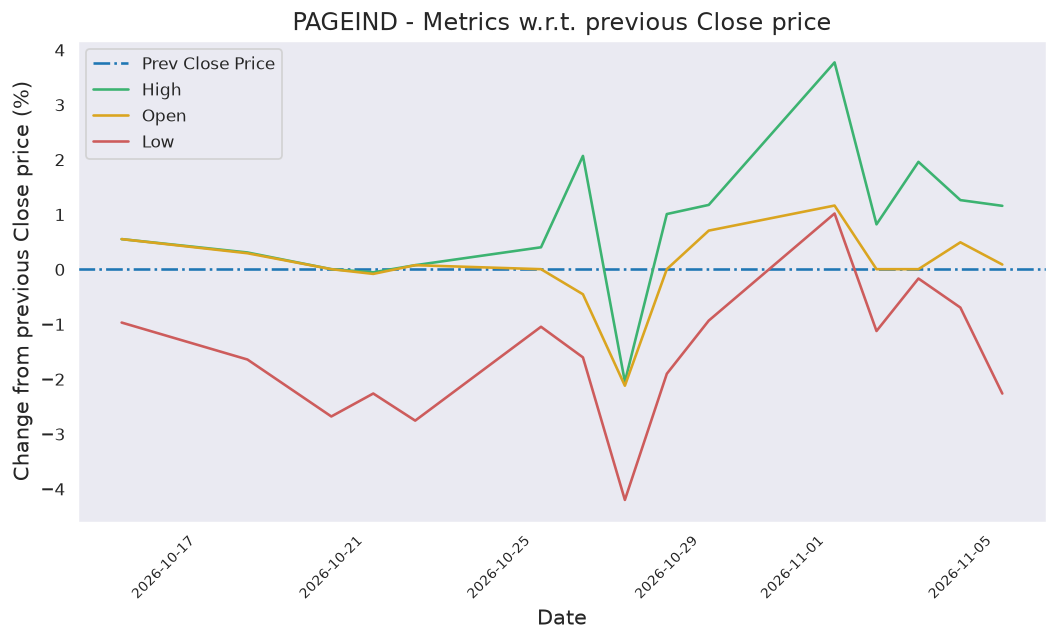 PAGEIND - Metrics w.r.t. previous Close price
Prev Close Price
High
Open
Low
Change from previous Close price (%)
4
3
2
1
0
−1
−2
−3
−4
2026-10-17
2026-10-21
2026-10-25
2026-10-29
2026-11-01
2026-11-05
Date